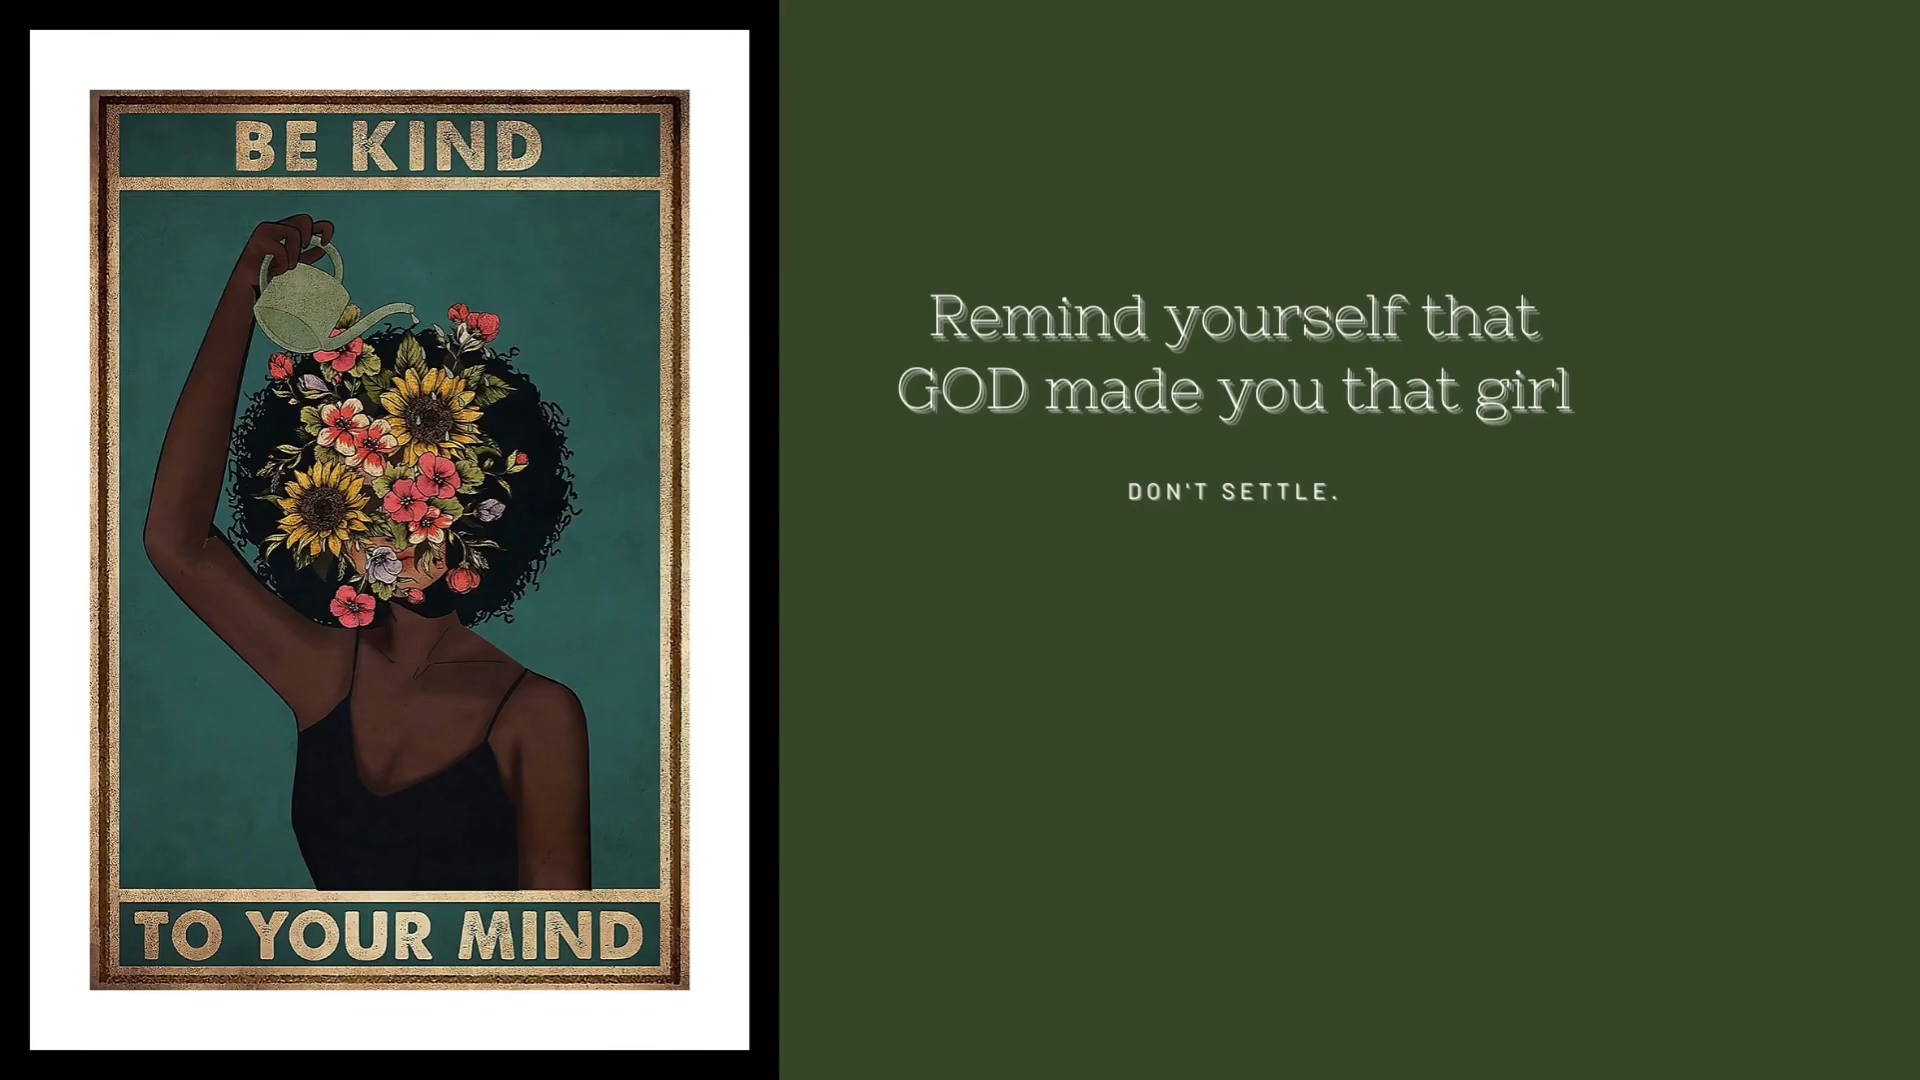 BE KIND
TO YOUR MIND
Remind yourself that
GOD made you that girl
DON'T SETTLE.